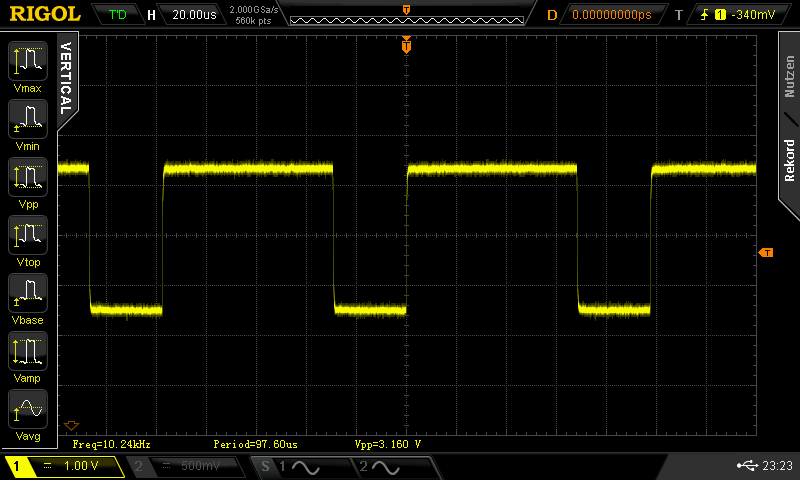 RIGOL T'D H 20.00us 2.000GSa/s 560k pts T D 0.00000000ps T 1 -340mV
VERTICAL
Vmax
Vmin
Vpp
Vtop
Vbase
Vamp
Vavg
T
T
Nutzen
Rekord
Freq=10.24kHz Period=97.60us Vpp=3.160 V
1 1.00 V 2 500mV S 1 2 23:23